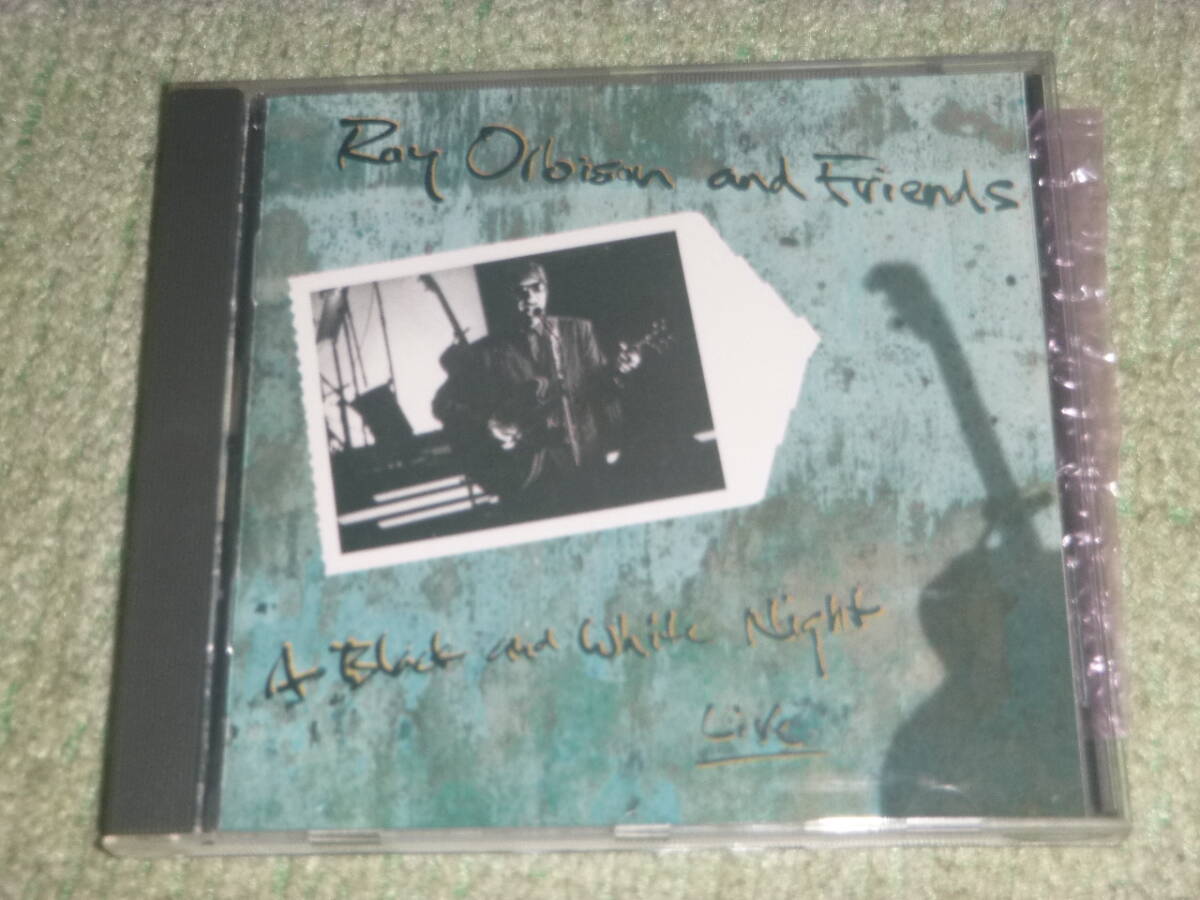 Roy Orbison and Friends
A Black and White Night
Live